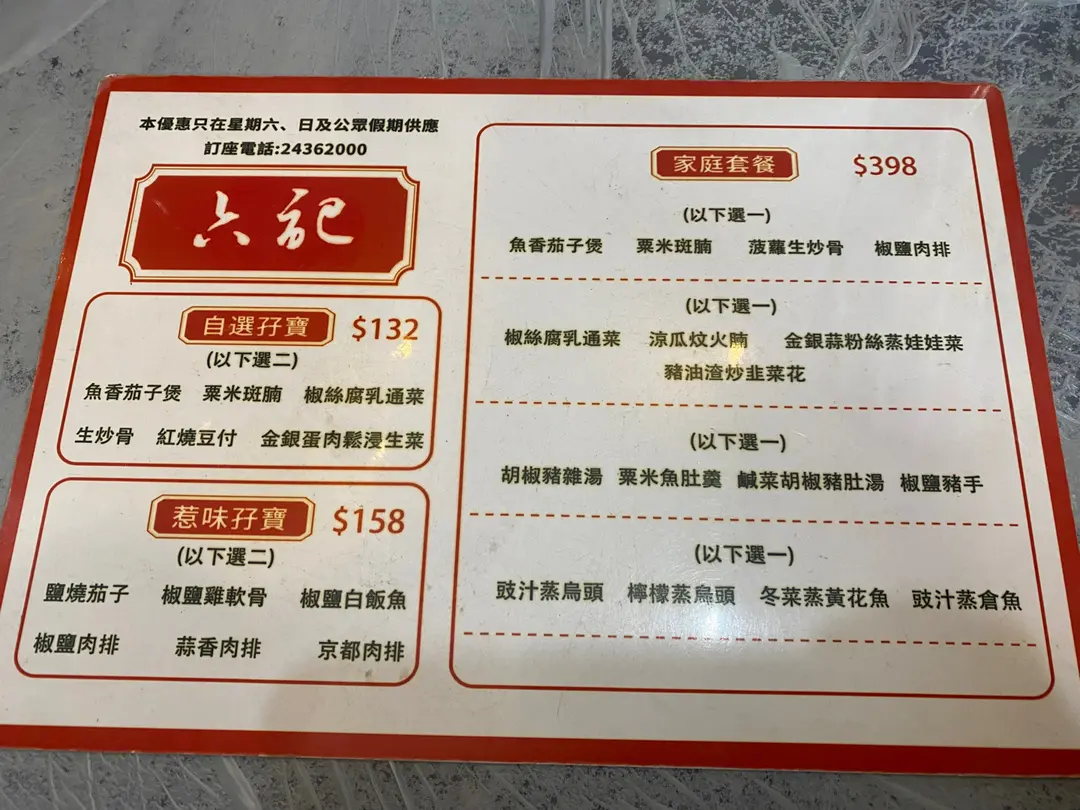 本優惠只在星期六、日及公眾假期供應
訂座電話:24362000
六記
自選孖寶 $132
(以下選二)
魚香茄子煲 粟米斑腩 椒絲腐乳通菜
生炒骨 紅燒豆付 金銀蛋肉鬆浸生菜
惹味孖寶 $158
(以下選二)
鹽燒茄子 椒鹽雞軟骨 椒鹽白飯魚
椒鹽肉排 蒜香肉排 京都肉排
家庭套餐 $398
(以下選一)
魚香茄子煲 粟米斑腩 菠蘿生炒骨 椒鹽肉排
(以下選一)
椒絲腐乳通菜 涼瓜炆火腩 金銀蒜粉絲蒸娃娃菜
豬油渣炒韭菜花
(以下選一)
胡椒豬雜湯 粟米魚肚羹 鹹菜胡椒豬肚湯 椒鹽豬手
(以下選一)
豉汁蒸烏頭 檸檬蒸烏頭 冬菜蒸黃花魚 豉汁蒸倉魚